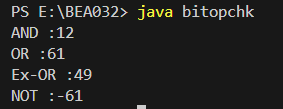 PS E:\BEA032> java bitopchk
AND :12
OR :61
Ex-OR :49
NOT :-61